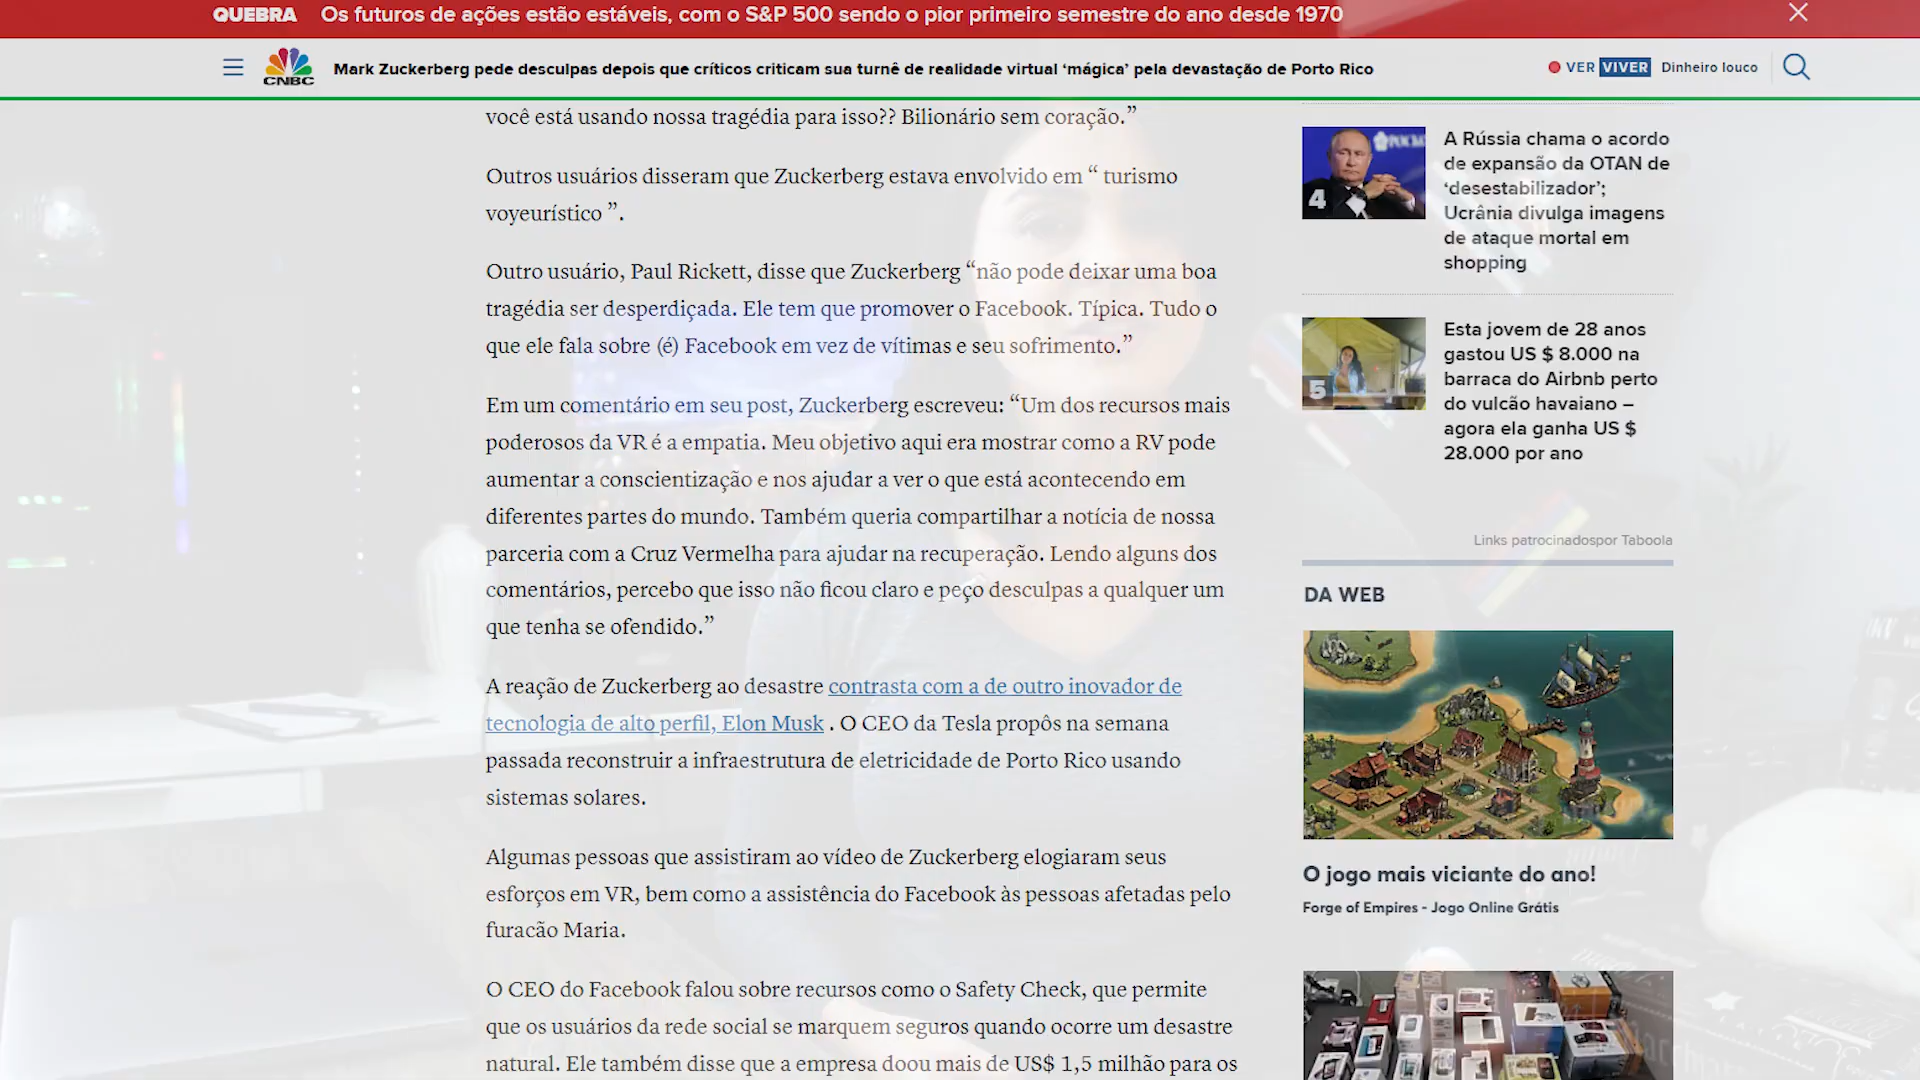 QUEBRA Os futuros de ações estão estáveis, com o S&P 500 sendo o pior primeiro semestre do ano desde 1970
CNBC
Mark Zuckerberg pede desculpas depois que críticos criticam sua turnê de realidade virtual ‘mágica’ pela devastação de Porto Rico
VER VIVER Dinheiro louco
você está usando nossa tragédia para isso?? Bilionário sem coração.”
Outros usuários disseram que Zuckerberg estava envolvido em “ turismo
voyeurístico ”.
Outro usuário, Paul Rickett, disse que Zuckerberg “não pode deixar uma boa
tragédia ser desperdiçada. Ele tem que promover o Facebook. Típica. Tudo o
que ele fala sobre (é) Facebook em vez de vítimas e seu sofrimento.”
Em um comentário em seu post, Zuckerberg escreveu: “Um dos recursos mais
poderosos da VR é a empatia. Meu objetivo aqui era mostrar como a RV pode
aumentar a conscientização e nos ajudar a ver o que está acontecendo em
diferentes partes do mundo. Também queria compartilhar a notícia de nossa
parceria com a Cruz Vermelha para ajudar na recuperação. Lendo alguns dos
comentários, percebo que isso não ficou claro e peço desculpas a qualquer um
que tenha se ofendido.”
A reação de Zuckerberg ao desastre contrasta com a de outro inovador de
tecnologia de alto perfil, Elon Musk . O CEO da Tesla propôs na semana
passada reconstruir a infraestrutura de eletricidade de Porto Rico usando
sistemas solares.
Algumas pessoas que assistiram ao vídeo de Zuckerberg elogiaram seus
esforços em VR, bem como a assistência do Facebook às pessoas afetadas pelo
furacão Maria.
O CEO do Facebook falou sobre recursos como o Safety Check, que permite
que os usuários da rede social se marquem seguros quando ocorre um desastre
natural. Ele também disse que a empresa doou mais de US$ 1,5 milhão para os
4
A Rússia chama o acordo
de expansão da OTAN de
‘desestabilizador’;
Ucrânia divulga imagens
de ataque mortal em
shopping
5
Esta jovem de 28 anos
gastou US $ 8.000 na
barraca do Airbnb perto
do vulcão havaiano –
agora ela ganha US $
28.000 por ano
Links patrocinadospor Taboola
DA WEB
O jogo mais viciante do ano!
Forge of Empires - Jogo Online Grátis